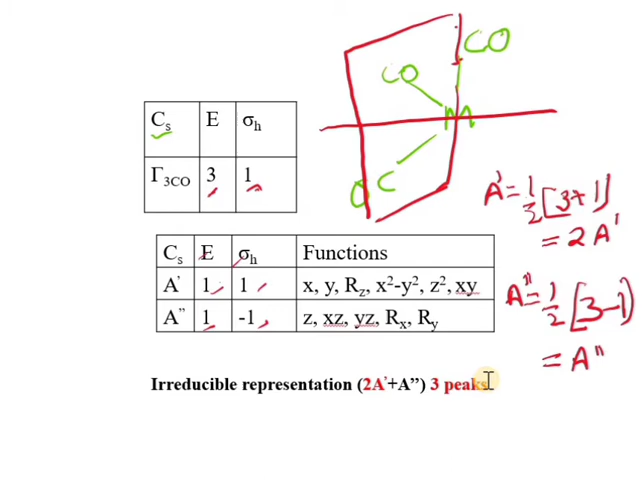 CO
CO
M
OC
Cs E σh
Γ3CO 3 1
A' = 1/2 [3+1]
= 2A'
Cs E σh Functions
A' 1 1 x, y, Rz, x²-y², z², xy
A" 1 -1 z, xz, yz, Rx, Ry
A" = 1/2 [3-1]
= A"
Irreducible representation (2A'+A”) 3 peaks